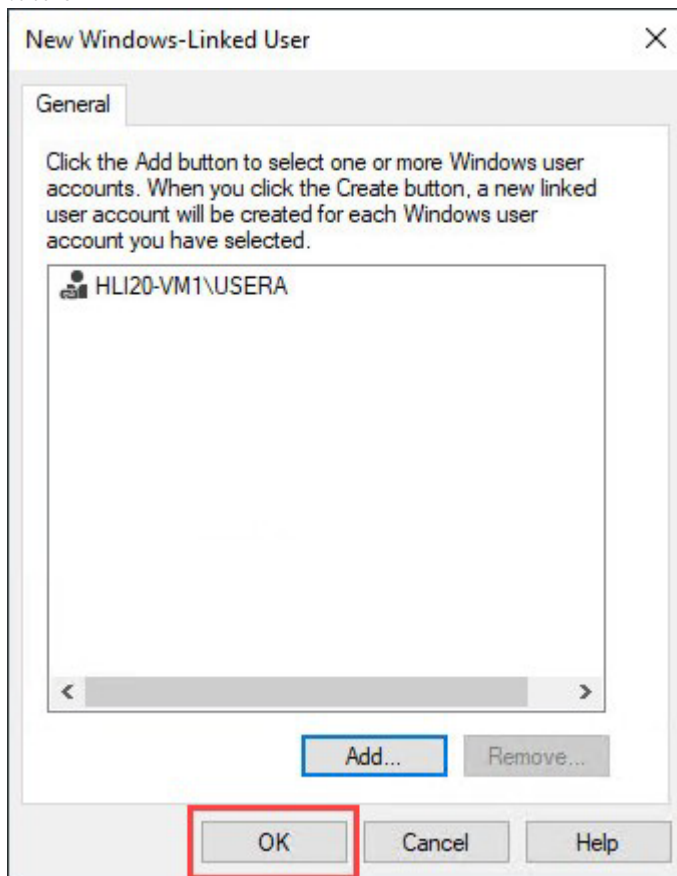 New Windows-Linked User
General
Click the Add button to select one or more Windows user
accounts. When you click the Create button, a new linked
user account will be created for each Windows user
account you have selected.
HLI20-VM1\USERA
Add... Remove...
OK Cancel Help